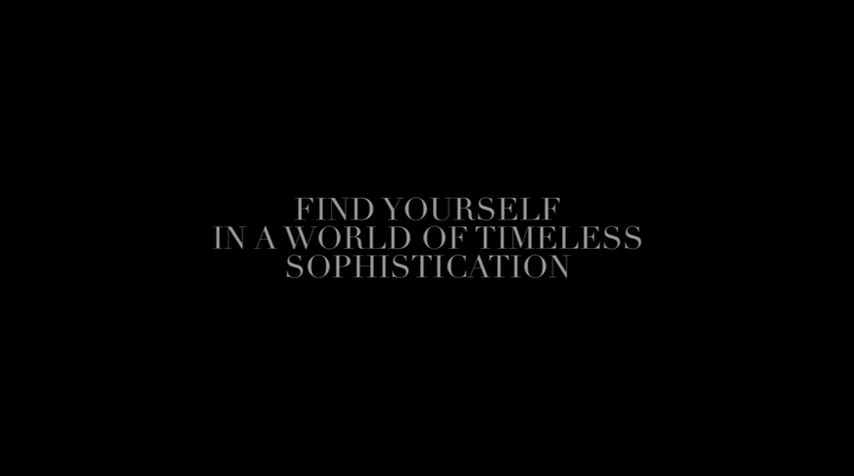 FIND YOURSELF
IN A WORLD OF TIMELESS
SOPHISTICATION